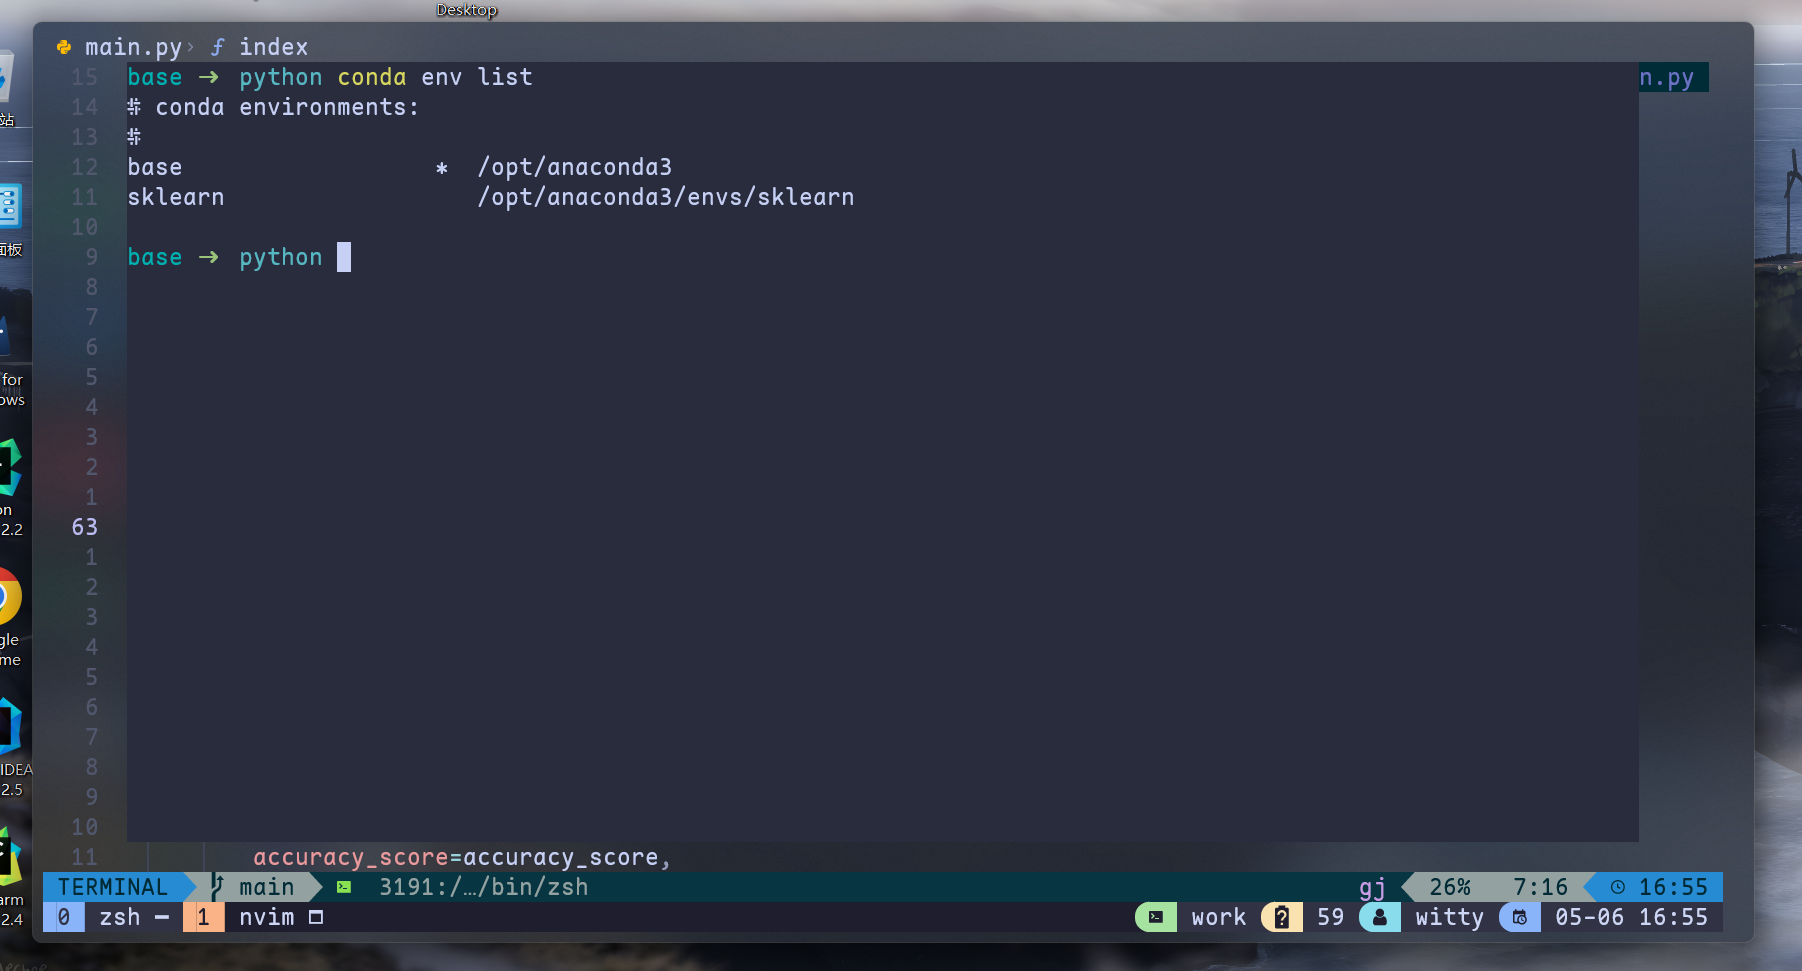 Desktop
main.py › ƒ index
15 base → python conda env list
n.py
14 # conda environments:
13 #
12 base * /opt/anaconda3
11 sklearn /opt/anaconda3/envs/sklearn
10
9 base → python
8
7
6
5
4
3
2
1
63
1
2
3
4
5
6
7
8
9
10
11 accuracy_score=accuracy_score,
TERMINAL main 3191:/…/bin/zsh gj 26% 7:16 16:55
0 zsh – 1 nvim work 59 witty 05-06 16:55
站
面板
for
ows
on
2.2
gle
me
IDEA
2.5
arm
2.4